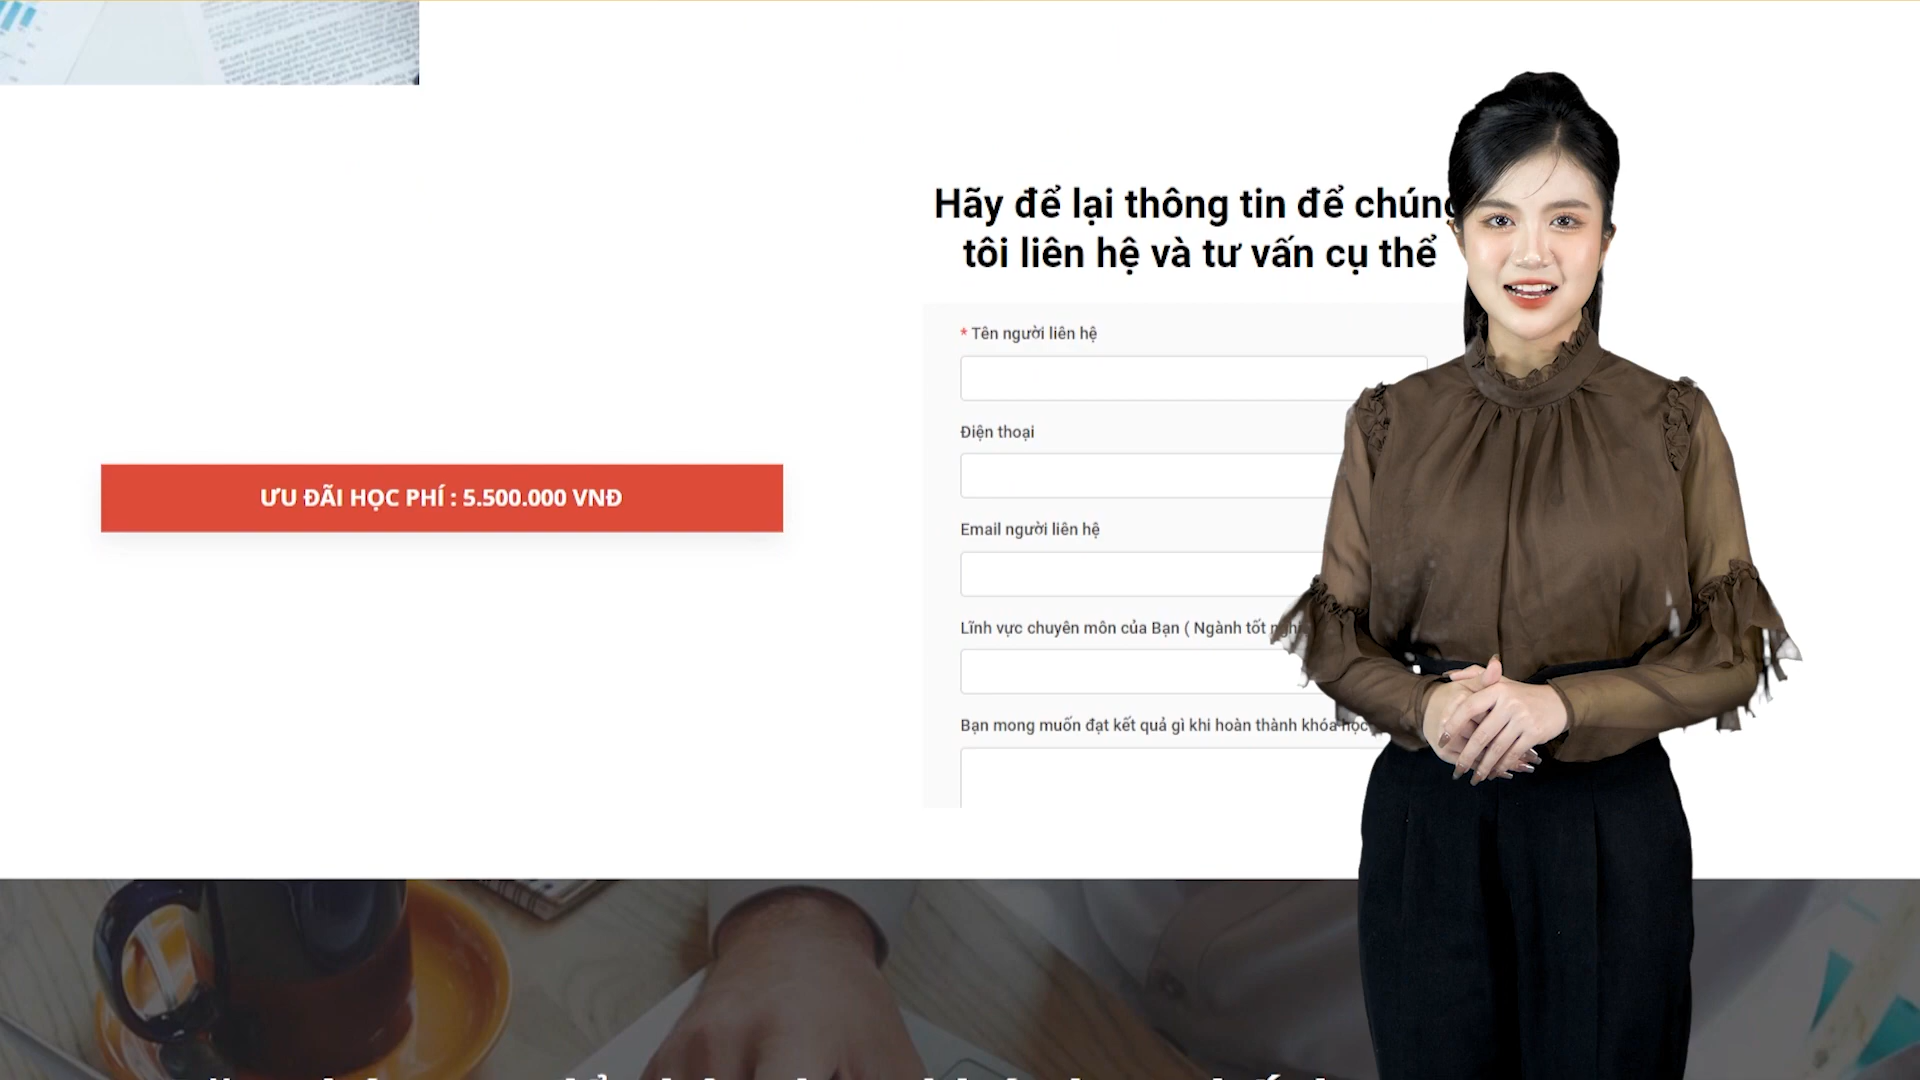 Hãy để lại thông tin để chúng
tôi liên hệ và tư vấn cụ thể
* Tên người liên hệ
Điện thoại
Email người liên hệ
Lĩnh vực chuyên môn của Bạn ( Ngành tốt
Bạn mong muốn đạt kết quả gì khi hoàn thành khóa học
ƯU ĐÃI HỌC PHÍ : 5.500.000 VNĐ